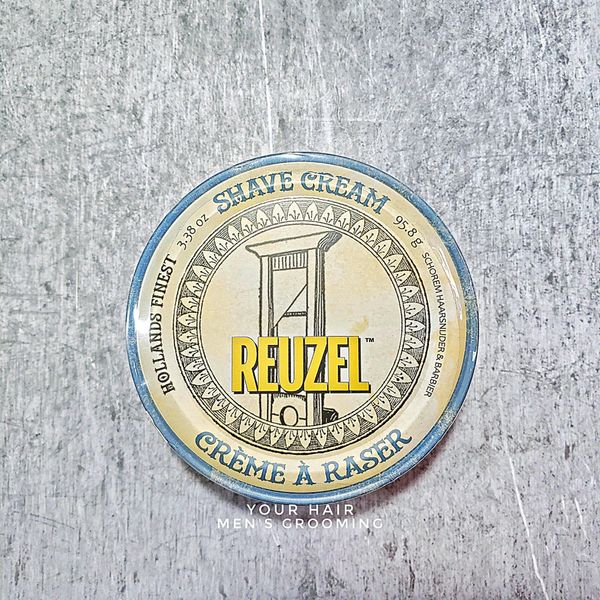 SHAVE CREAM
HOLLANDS FINEST 3.38 oz
95.8 g
SCHOREM HAARSNIJDER & BARBIER
REUZEL™
CRÈME À RASER
YOUR HAIR
MEN'S GROOMING